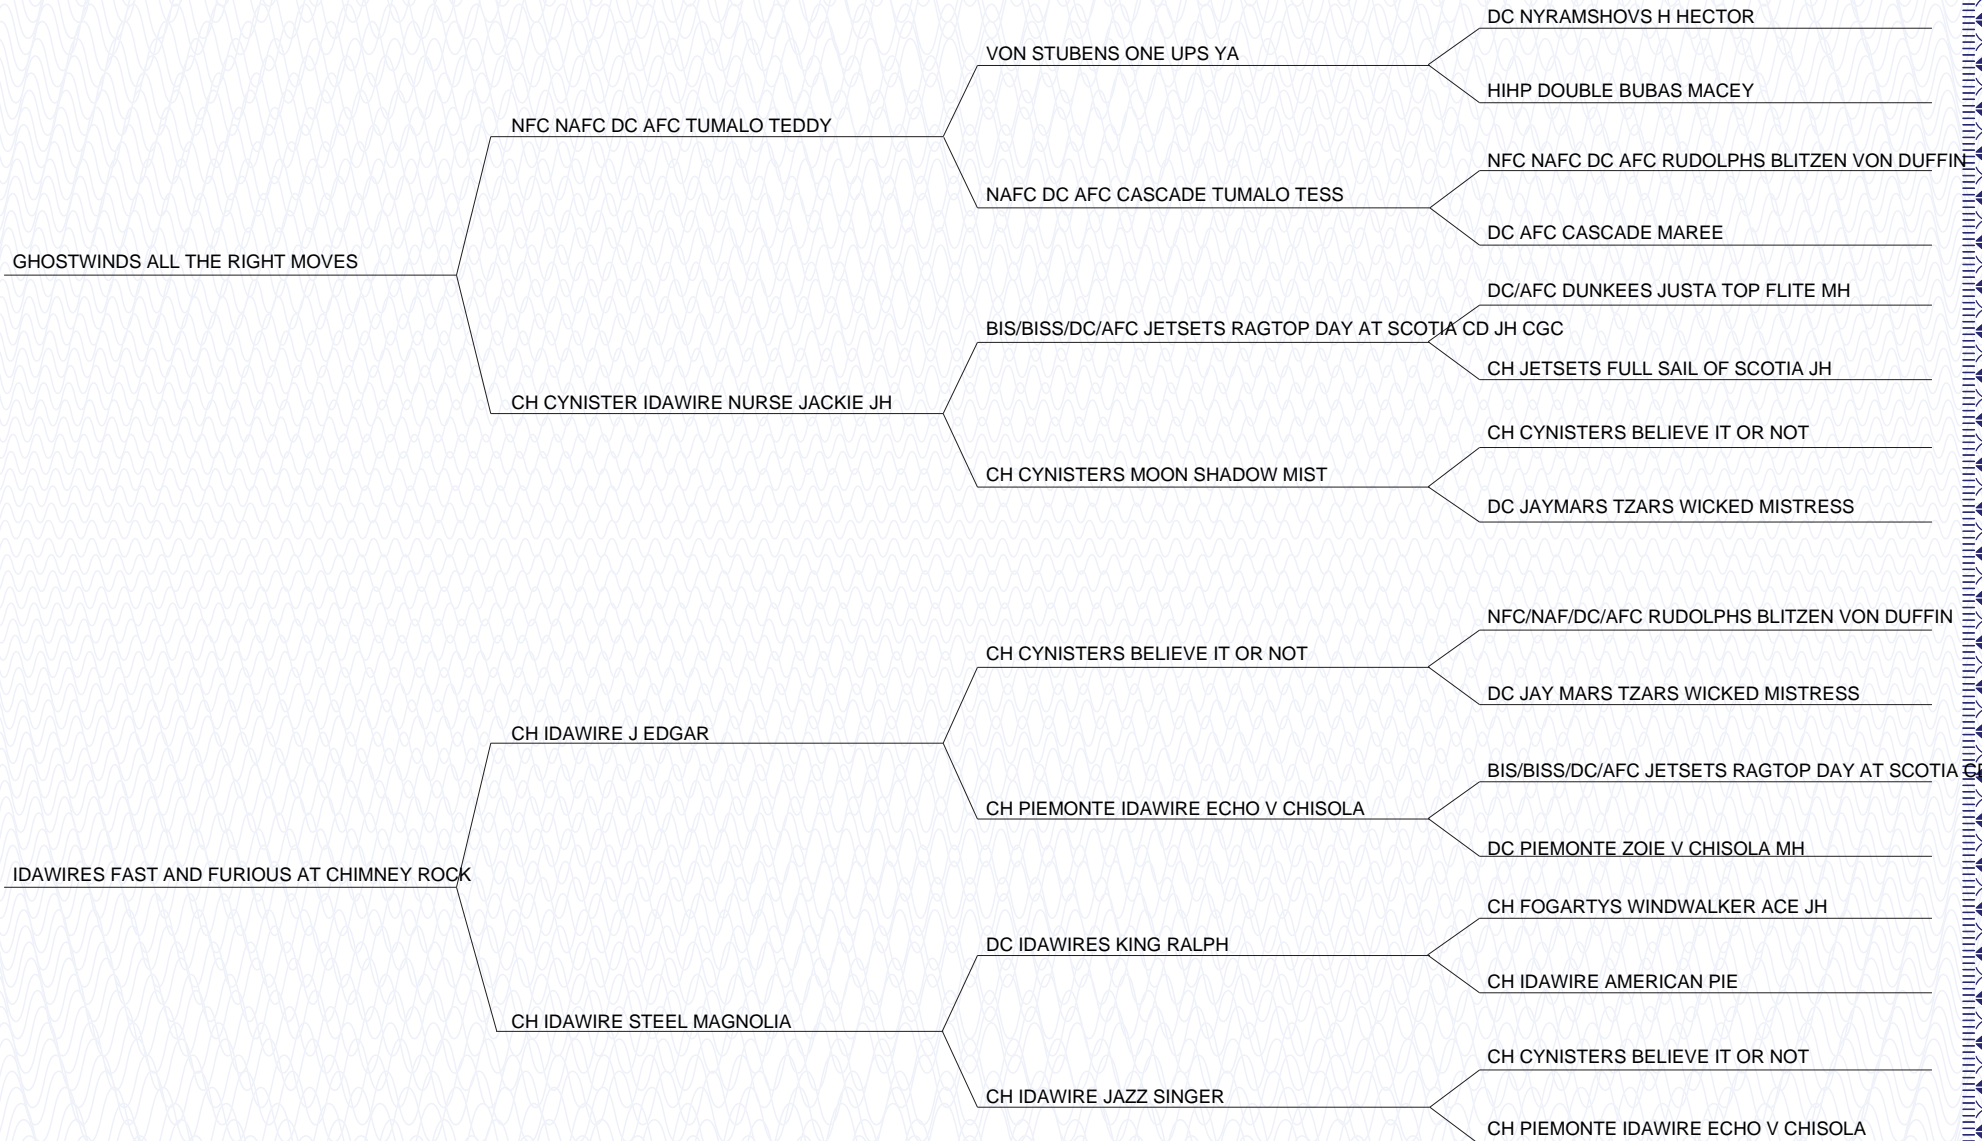 DC NYRAMSHOVS H HECTOR
VON STUBENS ONE UPS YA
HIHP DOUBLE BUBAS MACEY
NFC NAFC DC AFC TUMALO TEDDY
NFC NAFC DC AFC RUDOLPHS BLITZEN VON DUFFIN
NAFC DC AFC CASCADE TUMALO TESS
DC AFC CASCADE MAREE
GHOSTWINDS ALL THE RIGHT MOVES
DC/AFC DUNKEES JUSTA TOP FLITE MH
BIS/BISS/DC/AFC JETSETS RAGTOP DAY AT SCOTIA CD JH CGC
CH JETSETS FULL SAIL OF SCOTIA JH
CH CYNISTER IDAWIRE NURSE JACKIE JH
CH CYNISTERS BELIEVE IT OR NOT
CH CYNISTERS MOON SHADOW MIST
DC JAYMARS TZARS WICKED MISTRESS
NFC/NAF/DC/AFC RUDOLPHS BLITZEN VON DUFFIN
CH CYNISTERS BELIEVE IT OR NOT
DC JAY MARS TZARS WICKED MISTRESS
CH IDAWIRE J EDGAR
BIS/BISS/DC/AFC JETSETS RAGTOP DAY AT SCOTIA
CH PIEMONTE IDAWIRE ECHO V CHISOLA
DC PIEMONTE ZOIE V CHISOLA MH
IDAWIRES FAST AND FURIOUS AT CHIMNEY ROCK
CH FOGARTYS WINDWALKER ACE JH
DC IDAWIRES KING RALPH
CH IDAWIRE AMERICAN PIE
CH IDAWIRE STEEL MAGNOLIA
CH CYNISTERS BELIEVE IT OR NOT
CH IDAWIRE JAZZ SINGER
CH PIEMONTE IDAWIRE ECHO V CHISOLA